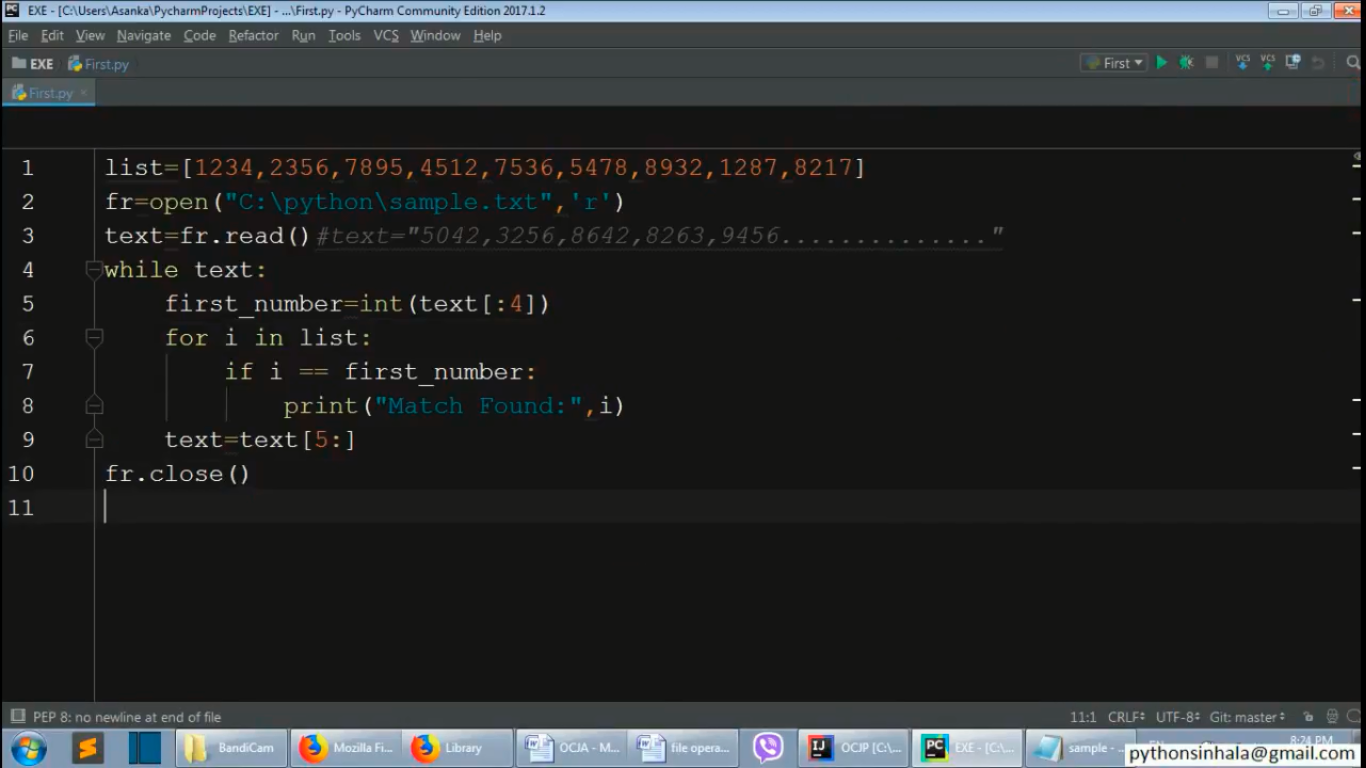 EXE - [C:\Users\Asanka\PycharmProjects\EXE] - ...\First.py - PyCharm Community Edition 2017.1.2
File Edit View Navigate Code Refactor Run Tools VCS Window Help
EXE First.py First VCS VCS
First.py
1 list=[1234,2356,7895,4512,7536,5478,8932,1287,8217]
2 fr=open("C:\python\sample.txt",'r')
3 text=fr.read()#text="5042,3256,8642,8263,9456.............."
4 while text:
5 first_number=int(text[:4])
6 for i in list:
7 if i == first_number:
8 print("Match Found:",i)
9 text=text[5:]
10 fr.close()
11
PEP 8: no newline at end of file 11:1 CRLF UTF-8 Git: master
BandiCam Mozilla Fi... Library OCJA - M... file opera... OCJP [C:\... EXE - [C:\... sample - ...
pythonsinhala@gmail.com